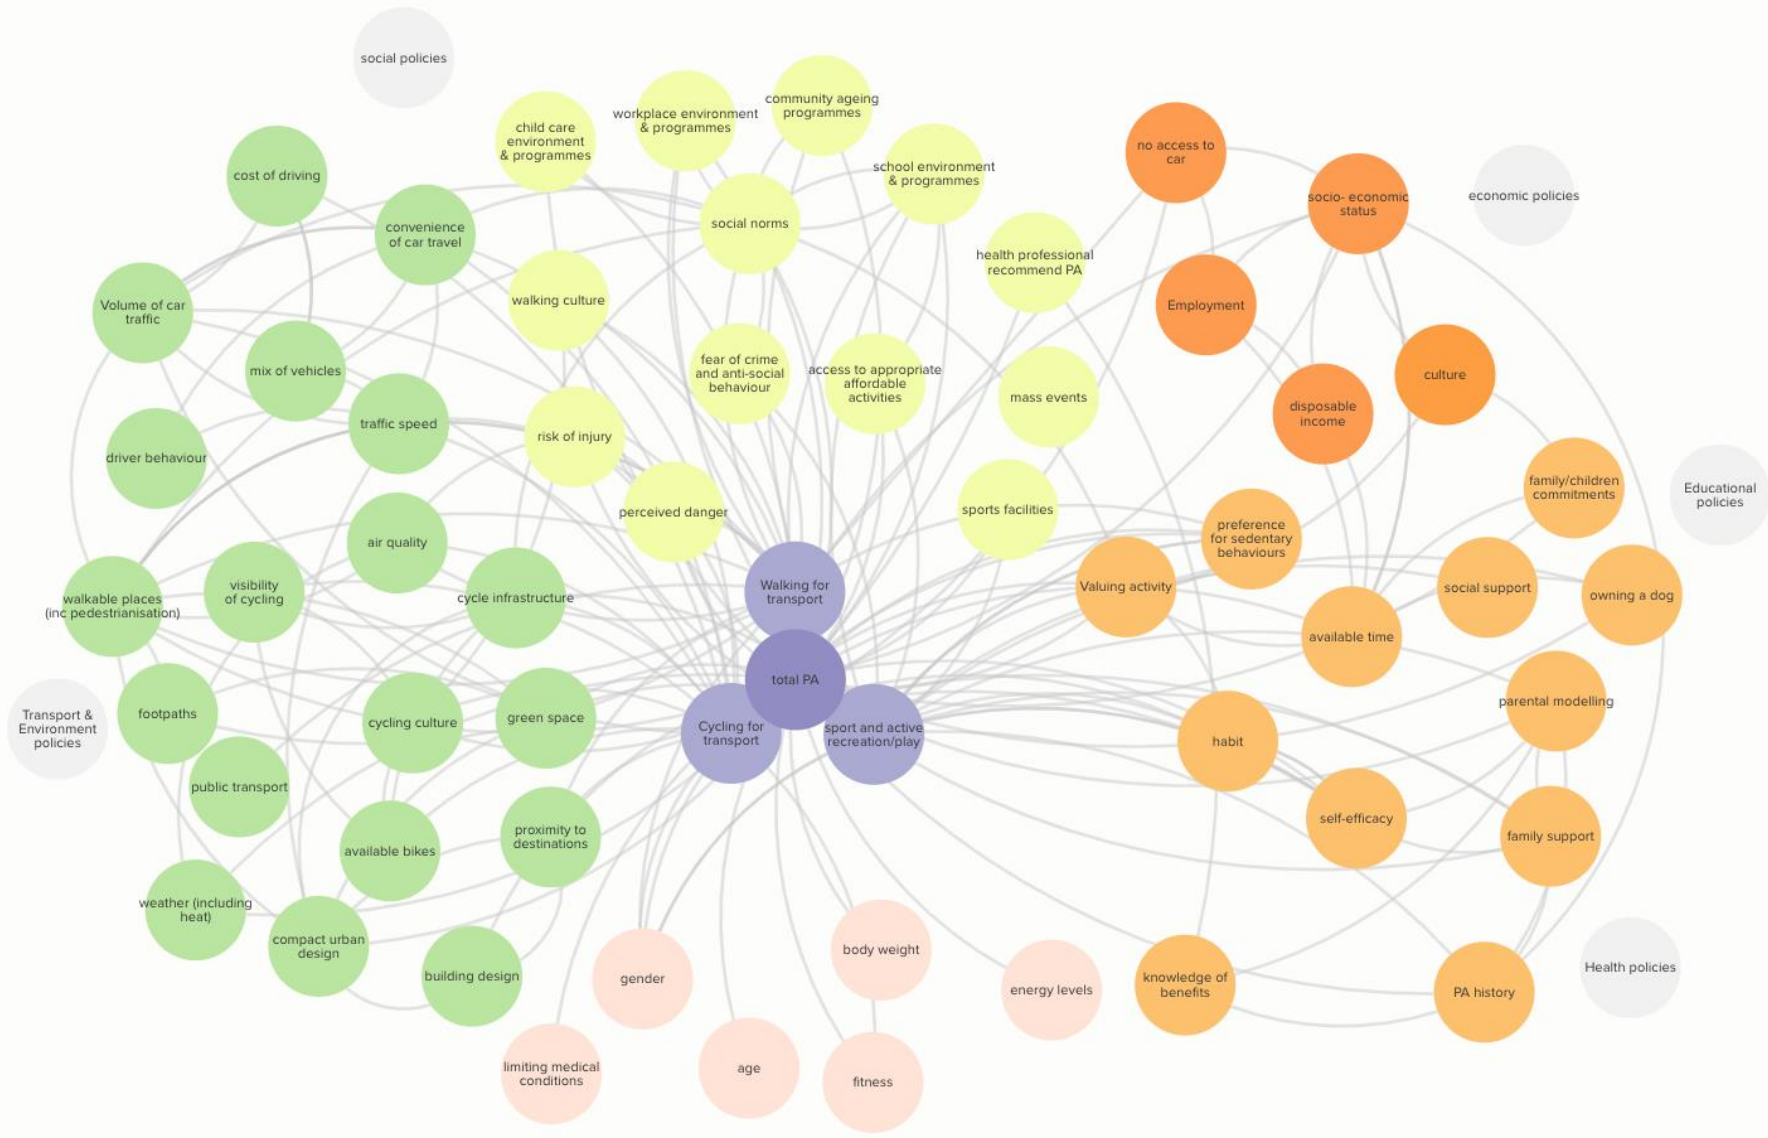 social policies
child care
environment
& programmes
workplace environment
& programmes
community ageing
programmes
school environment
& programmes
no access to
car
socio- economic
status
economic policies
cost of driving
convenience
of car travel
social norms
health professional
recommend PA
Volume of car
traffic
walking culture
Employment
mix of vehicles
fear of crime
and anti-social
behaviour
access to appropriate
affordable
activities
mass events
disposable
income
culture
driver behaviour
traffic speed
risk of injury
perceived danger
sports facilities
preference
for sedentary
behaviours
family/children
commitments
Educational
policies
air quality
walkable places
(inc pedestrianisation)
visibility
of cycling
cycle infrastructure
Walking for
transport
Valuing activity
social support
owning a dog
available time
total PA
Transport &
Environment
policies
footpaths
cycling culture
green space
Cycling for
transport
sport and active
recreation/play
habit
parental modelling
public transport
available bikes
proximity to
destinations
self-efficacy
family support
weather (including
heat)
compact urban
design
building design
gender
body weight
energy levels
knowledge of
benefits
PA history
Health policies
limiting medical
conditions
age
fitness